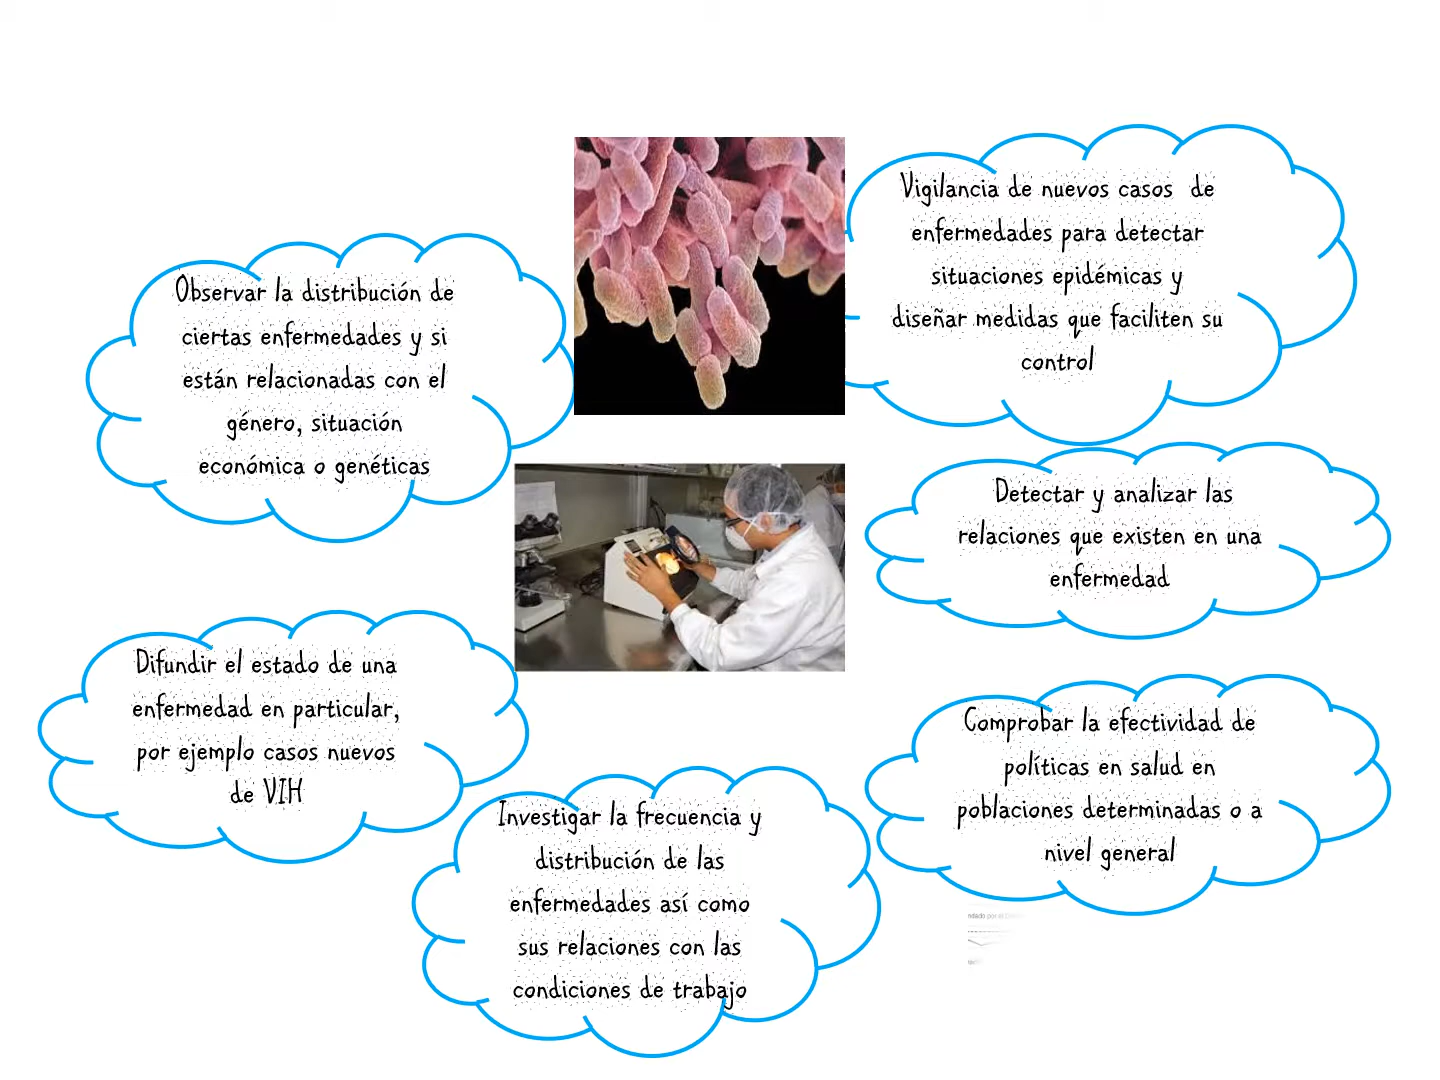 Observar la distribución de
ciertas enfermedades y si
están relacionadas con el
género, situación
económica o genéticas
Vigilancia de nuevos casos de
enfermedades para detectar
situaciones epidémicas y
diseñar medidas que faciliten su
control
Detectar y analizar las
relaciones que existen en una
enfermedad
Difundir el estado de una
enfermedad en particular,
por ejemplo casos nuevos
de VIH
Investigar la frecuencia y
distribución de las
enfermedades así como
sus relaciones con las
condiciones de trabajo
Comprobar la efectividad de
políticas en salud en
poblaciones determinadas o a
nivel general